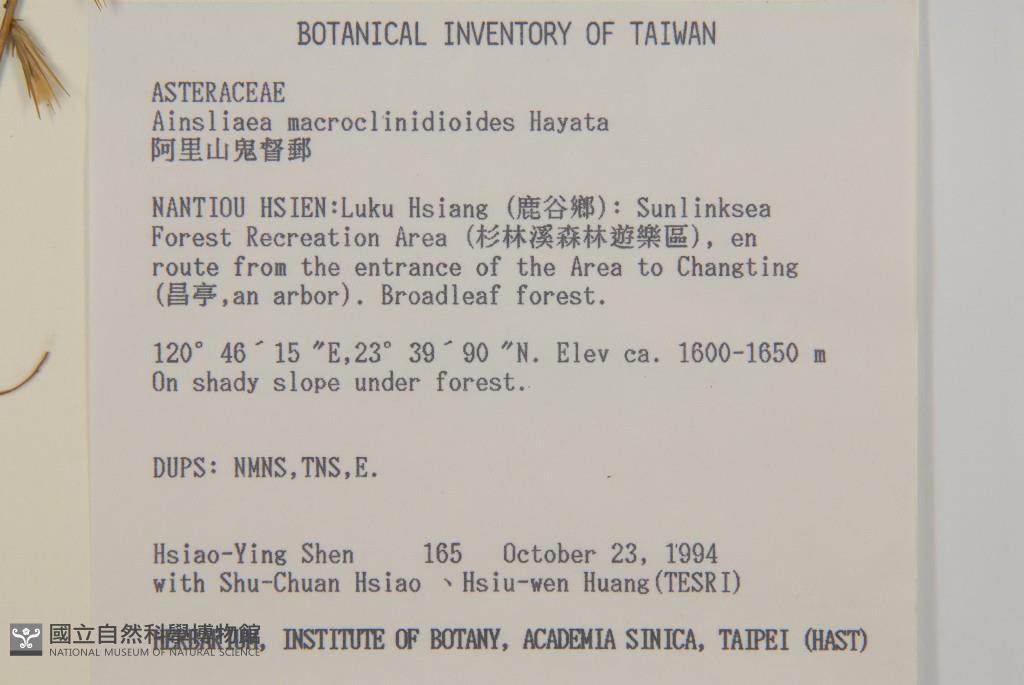 BOTANICAL INVENTORY OF TAIWAN
ASTERACEAE
Ainsliaea macroclinidioides Hayata
阿里山鬼督郵
NANTIOU HSIEN:Luku Hsiang (鹿谷鄉): Sunlinksea
Forest Recreation Area (杉林溪森林遊樂區), en
route from the entrance of the Area to Changting
(昌亭,an arbor). Broadleaf forest.
120° 46´15 ″E,23° 39´90 ″N. Elev ca. 1600-1650 m
On shady slope under forest.
DUPS: NMNS,TNS,E.
Hsiao-Ying Shen 165 October 23, 1994
with Shu-Chuan Hsiao 、Hsiu-wen Huang(TESRI)
HERBARIUM, INSTITUTE OF BOTANY, ACADEMIA SINICA, TAIPEI (HAST)
國立自然科學博物館
NATIONAL MUSEUM OF NATURAL SCIENCE